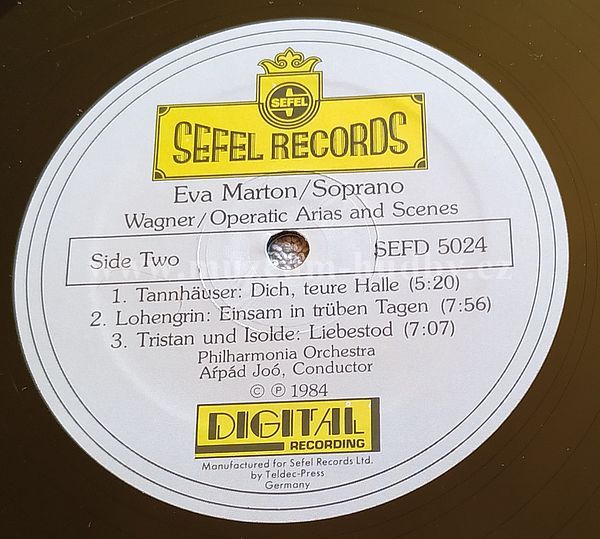 SEFEL
SEFEL RECORDS
Eva Marton/Soprano
Wagner/Operatic Arias and Scenes
Side Two SEFD 5024
1. Tannhäuser: Dich, teure Halle (5:20)
2. Lohengrin: Einsam in trüben Tagen (7:56)
3. Tristan und Isolde: Liebestod (7:07)
Philharmonia Orchestra
Aŕpád Joó, Conductor
© ℗ 1984
DIGITAL
RECORDING
Manufactured for Sefel Records Ltd.
by Teldec-Press
Germany